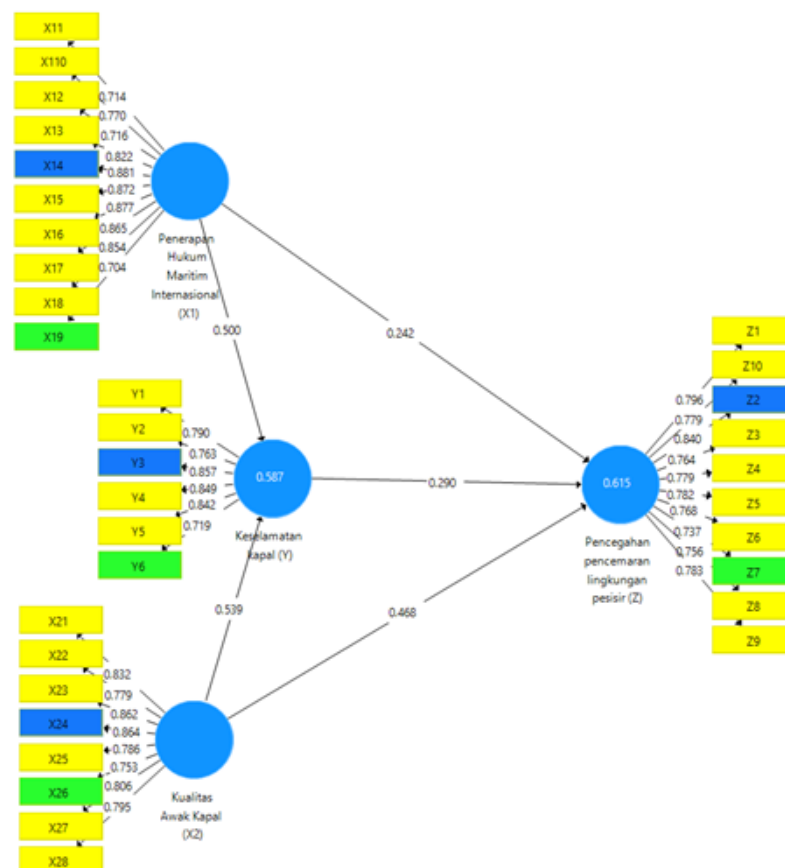 X11
X110
X12
X13
X14
X15
X16
X17
X18
X19
0.714
0.770
0.716
0.822
0.881
0.872
0.877
0.865
0.854
0.704
Penerapan
Hukum
Maritim
Internasional
(X1)
0.500
0.242
Y1
Y2
Y3
Y4
Y5
Y6
0.790
0.763
0.857
0.849
0.842
0.719
0.587
Keselamatan
kapal (Y)
0.290
0.539
0.468
X21
X22
X23
X24
X25
X26
X27
X28
0.832
0.779
0.862
0.864
0.786
0.753
0.806
0.795
Kualitas
Awak Kapal
(X2)
0.615
Pencegahan
pencemaran
lingkungan
pesisir (Z)
0.796
0.779
0.840
0.764
0.779
0.782
0.768
0.737
0.756
0.783
Z1
Z10
Z2
Z3
Z4
Z5
Z6
Z7
Z8
Z9